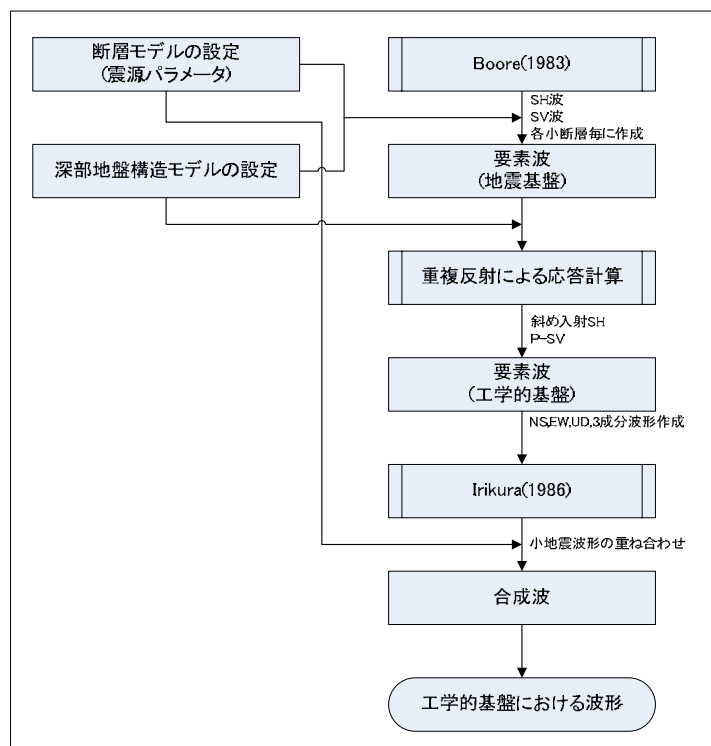 断層モデルの設定
(震源パラメータ)
深部地盤構造モデルの設定
Boore(1983)
SH波
SV波
各小断層毎に作成
要素波
(地震基盤)
重複反射による応答計算
斜め入射SH
P-SV
要素波
(工学的基盤)
NS,EW,UD,3成分波形作成
Irikura(1986)
小地震波形の重ね合わせ
合成波
工学的基盤における波形